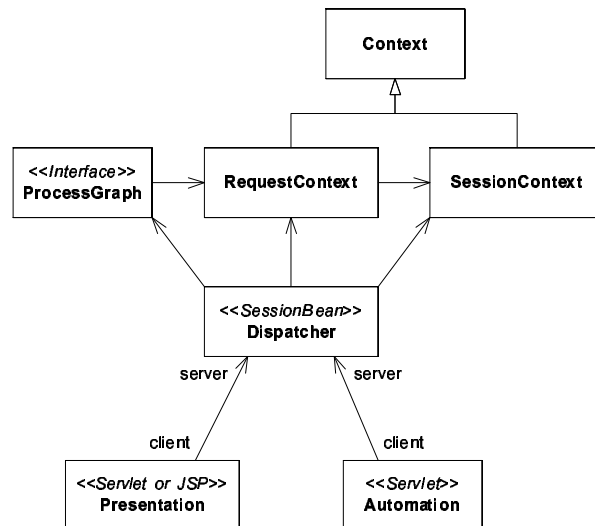 Context
<<Interface>>
ProcessGraph
RequestContext
SessionContext
<<SessionBean>>
Dispatcher
server
server
client
client
<<Servlet or JSP>>
Presentation
<<Servlet>>
Automation